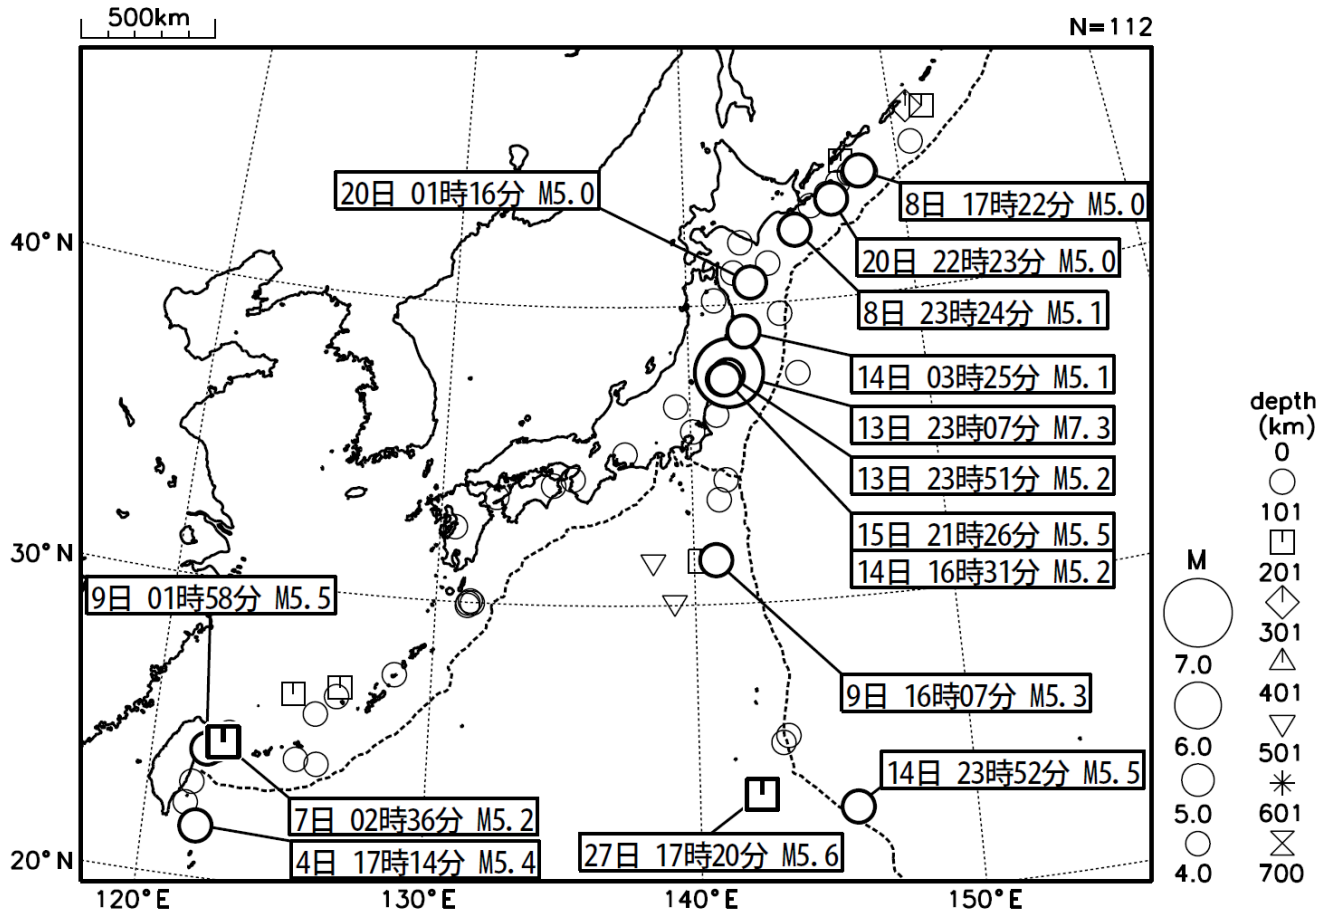 500km
N=112
20日 01時16分 M5.0
8日 17時22分 M5.0
40°N
20日 22時23分 M5.0
8日 23時24分 M5.1
14日 03時25分 M5.1
13日 23時07分 M7.3
13日 23時51分 M5.2
15日 21時26分 M5.5
14日 16時31分 M5.2
30°N
9日 01時58分 M5.5
9日 16時07分 M5.3
14日 23時52分 M5.5
7日 02時36分 M5.2
27日 17時20分 M5.6
4日 17時14分 M5.4
20°N
120°E
130°E
140°E
150°E
M
7.0
6.0
5.0
4.0
depth
(km)
0
101
201
301
401
501
601
700